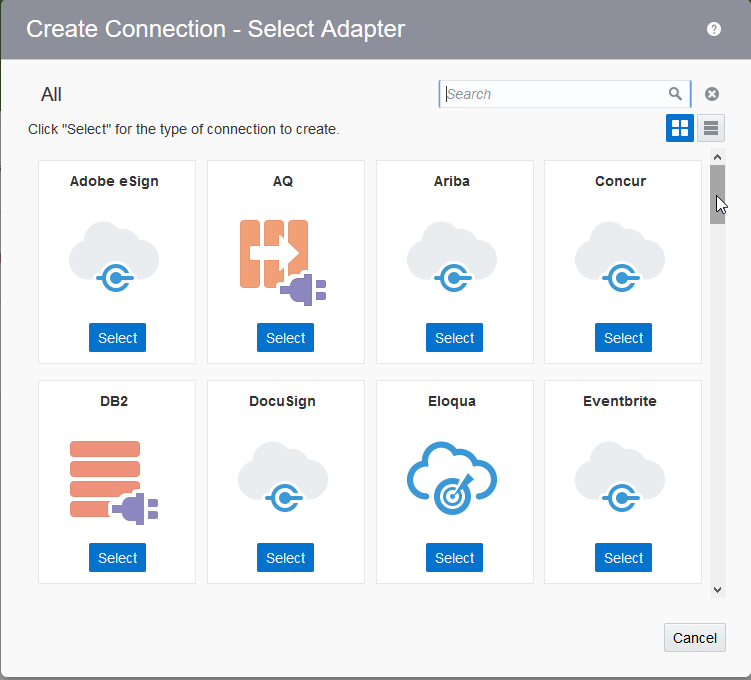 Create Connection - Select Adapter
?
All
Search
Click "Select" for the type of connection to create.
Adobe eSign
AQ
Ariba
Concur
Select
Select
Select
Select
DB2
DocuSign
Eloqua
Eventbrite
Select
Select
Select
Select
Cancel